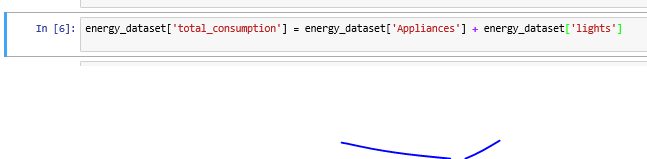 In [6]: energy_dataset['total_consumption'] = energy_dataset['Appliances'] + energy_dataset['lights']